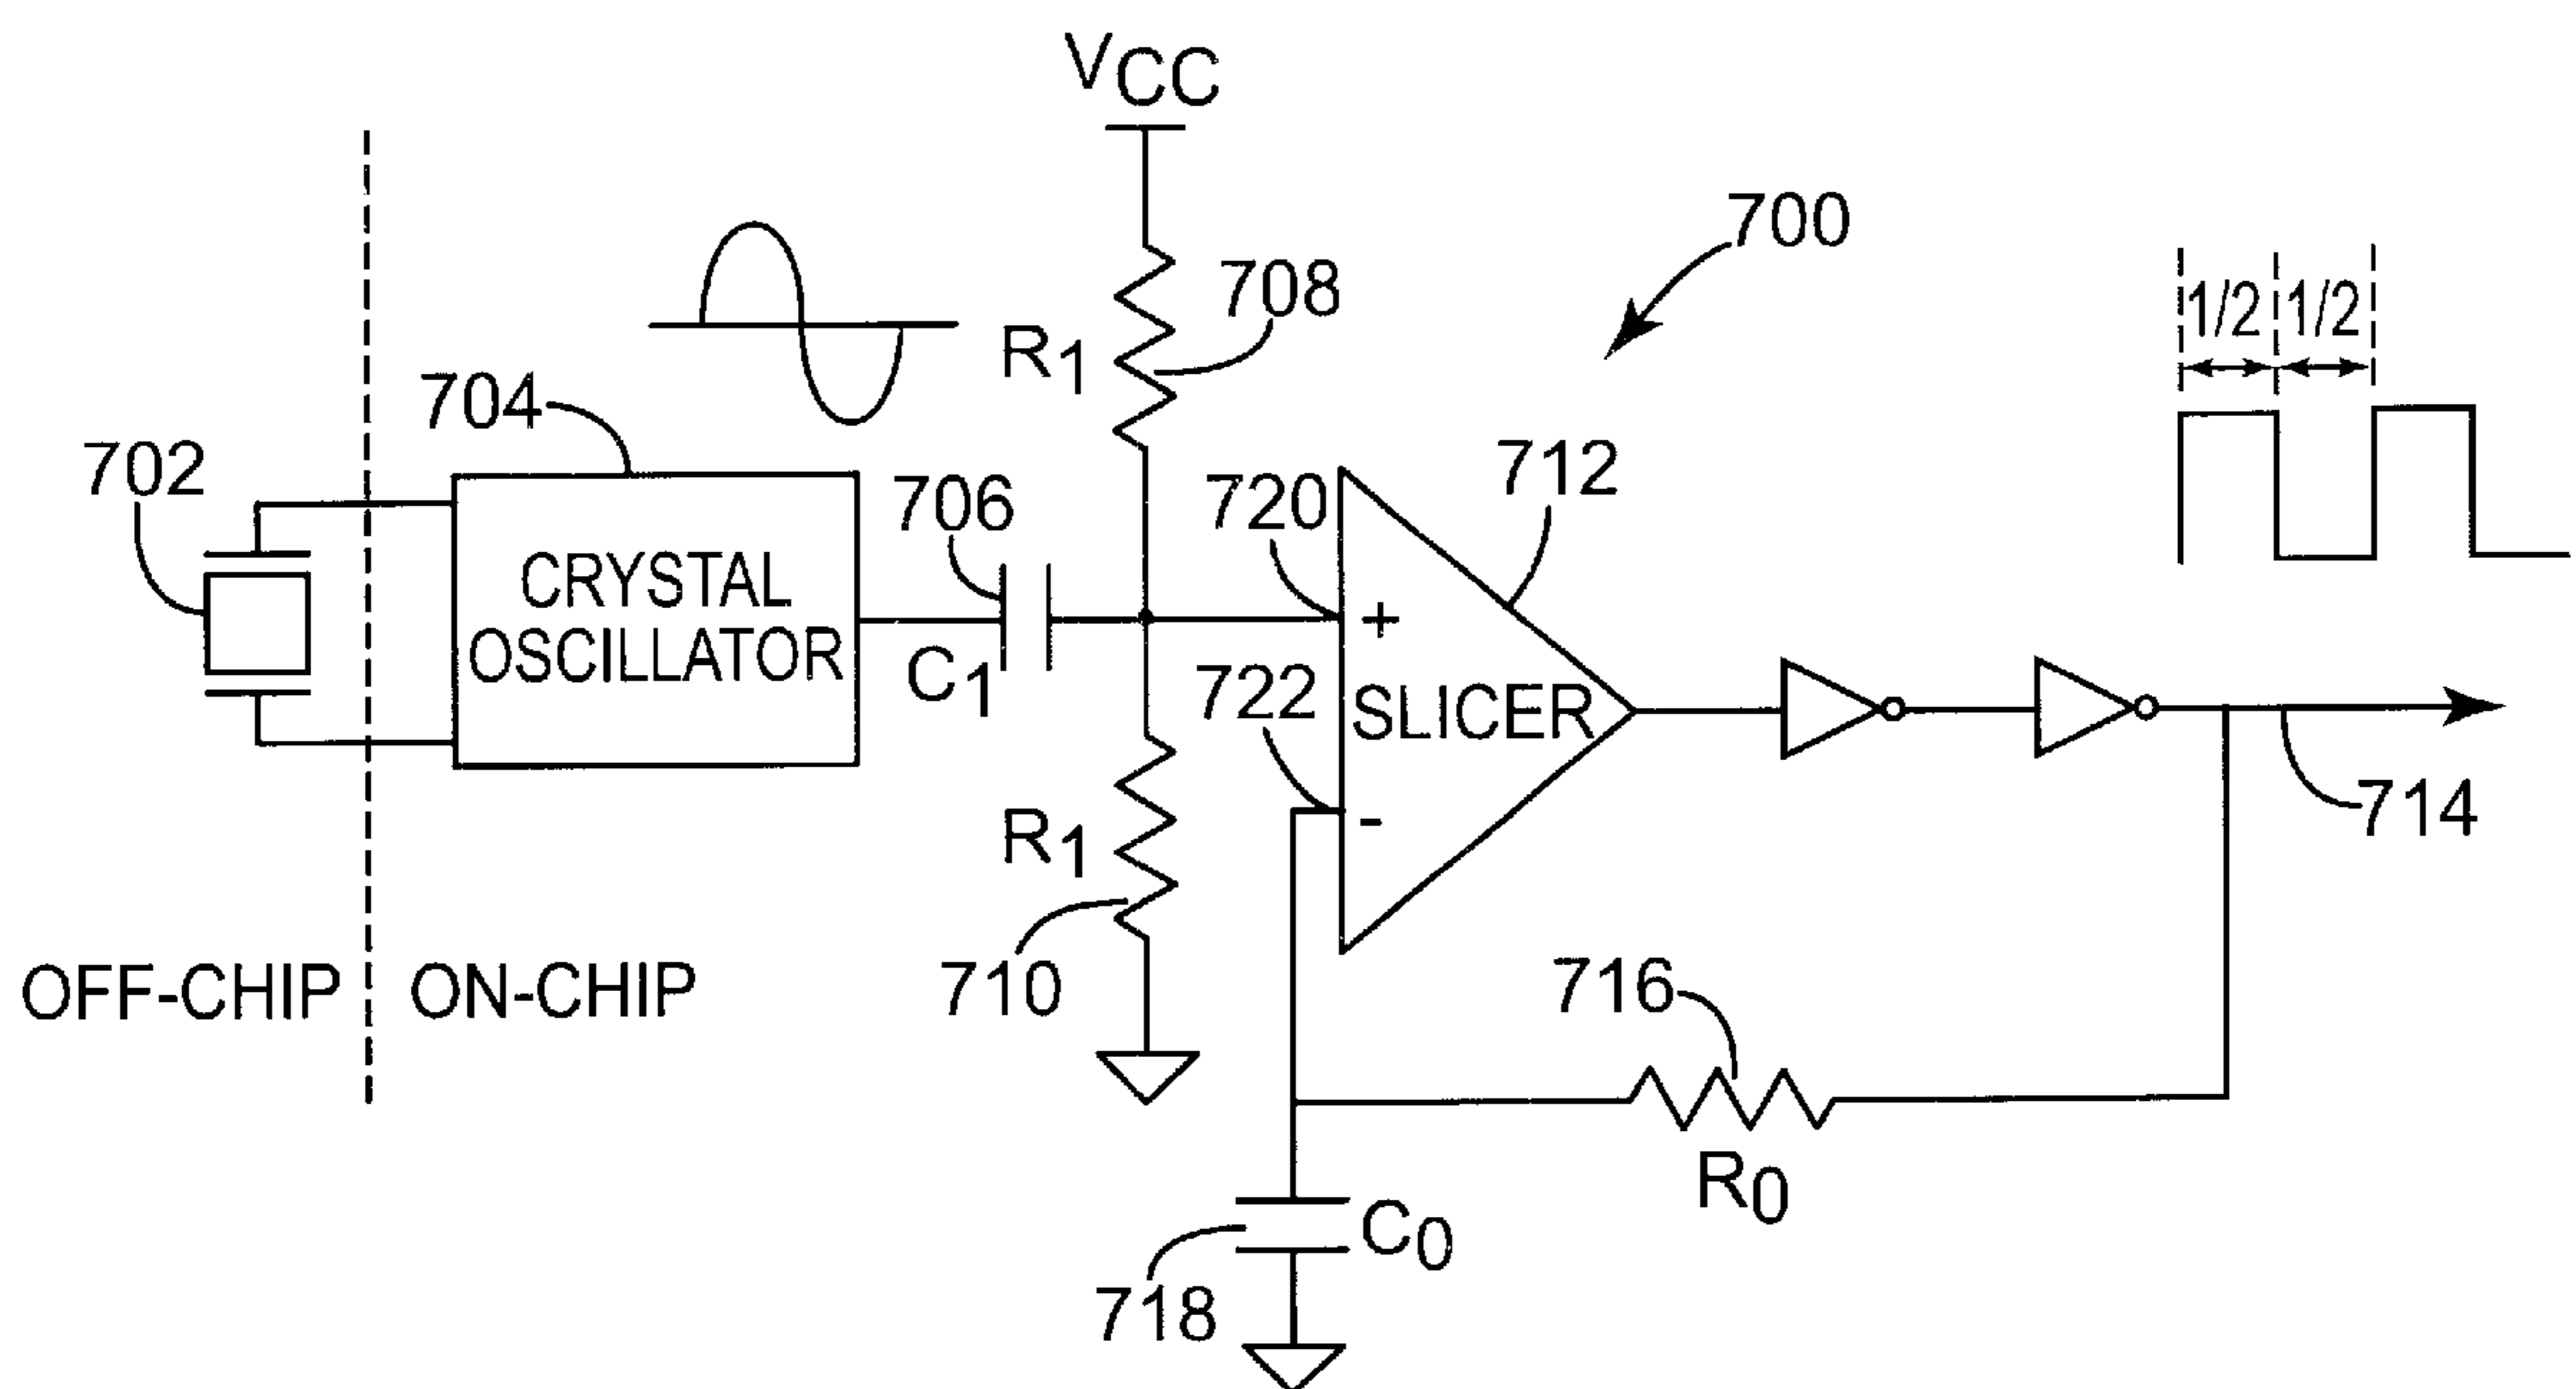 VCC
700
708
R1
1/2 1/2
704
702
706
720
712
CRYSTAL
OSCILLATOR
C1
+
722
SLICER
-
714
R1
710
OFF-CHIP
ON-CHIP
716
R0
C0
718